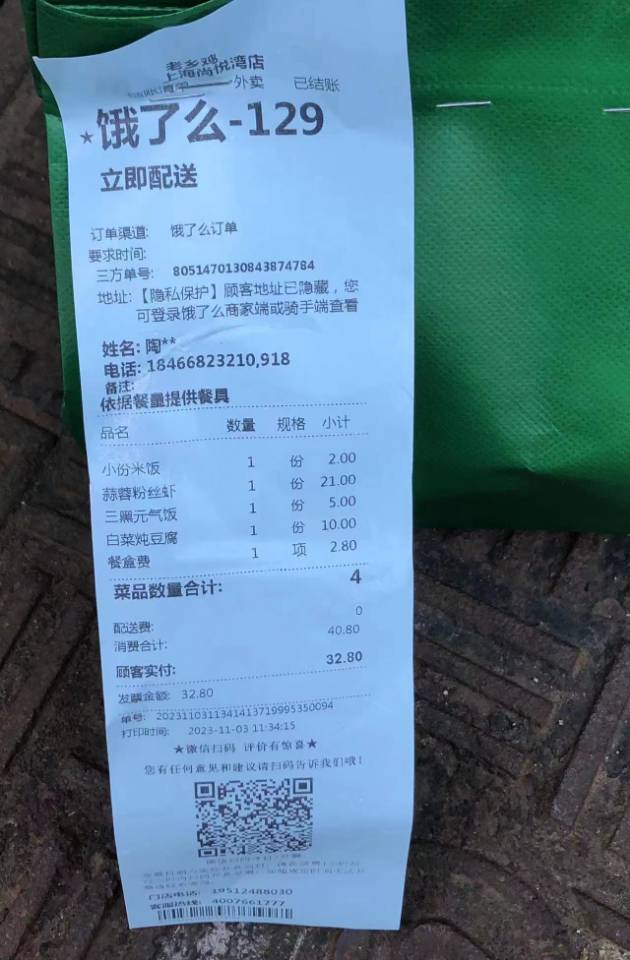 老乡鸡
上海尚悦湾店
外卖 已结账
★饿了么-129
立即配送
订单渠道: 饿了么订单
要求时间:
三方单号: 8051470130843874784
地址:【隐私保护】顾客地址已隐藏，您
可登录饿了么商家端或骑手端查看
姓名: 陶**
电话: 18466823210,918
备注:
依据餐量提供餐具
品名 数量 规格 小计
小份米饭 1 份 2.00
蒜蓉粉丝虾 1 份 21.00
三黑元气饭 1 份 5.00
白菜炖豆腐 1 份 10.00
餐盒费 1 项 2.80
菜品数量合计: 4
配送费: 0
消费合计: 40.80
顾客实付: 32.80
发票金额: 32.80
单号: 2023110311341413719995350094
打印时间: 2023-11-03 11:34:15
★微信扫码 评价有惊喜★
您有任何意见和建议请扫码告诉我们哦!
门店电话: 19512488030
客服热线: 4007661777